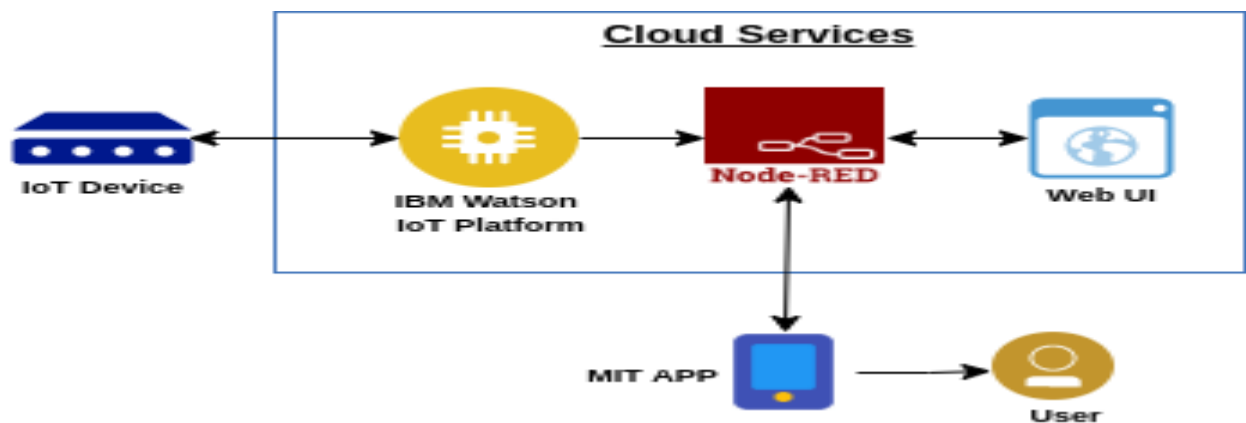 Cloud Services
IoT Device
IBM Watson
IoT Platform
Node-RED
Web UI
MIT APP
User